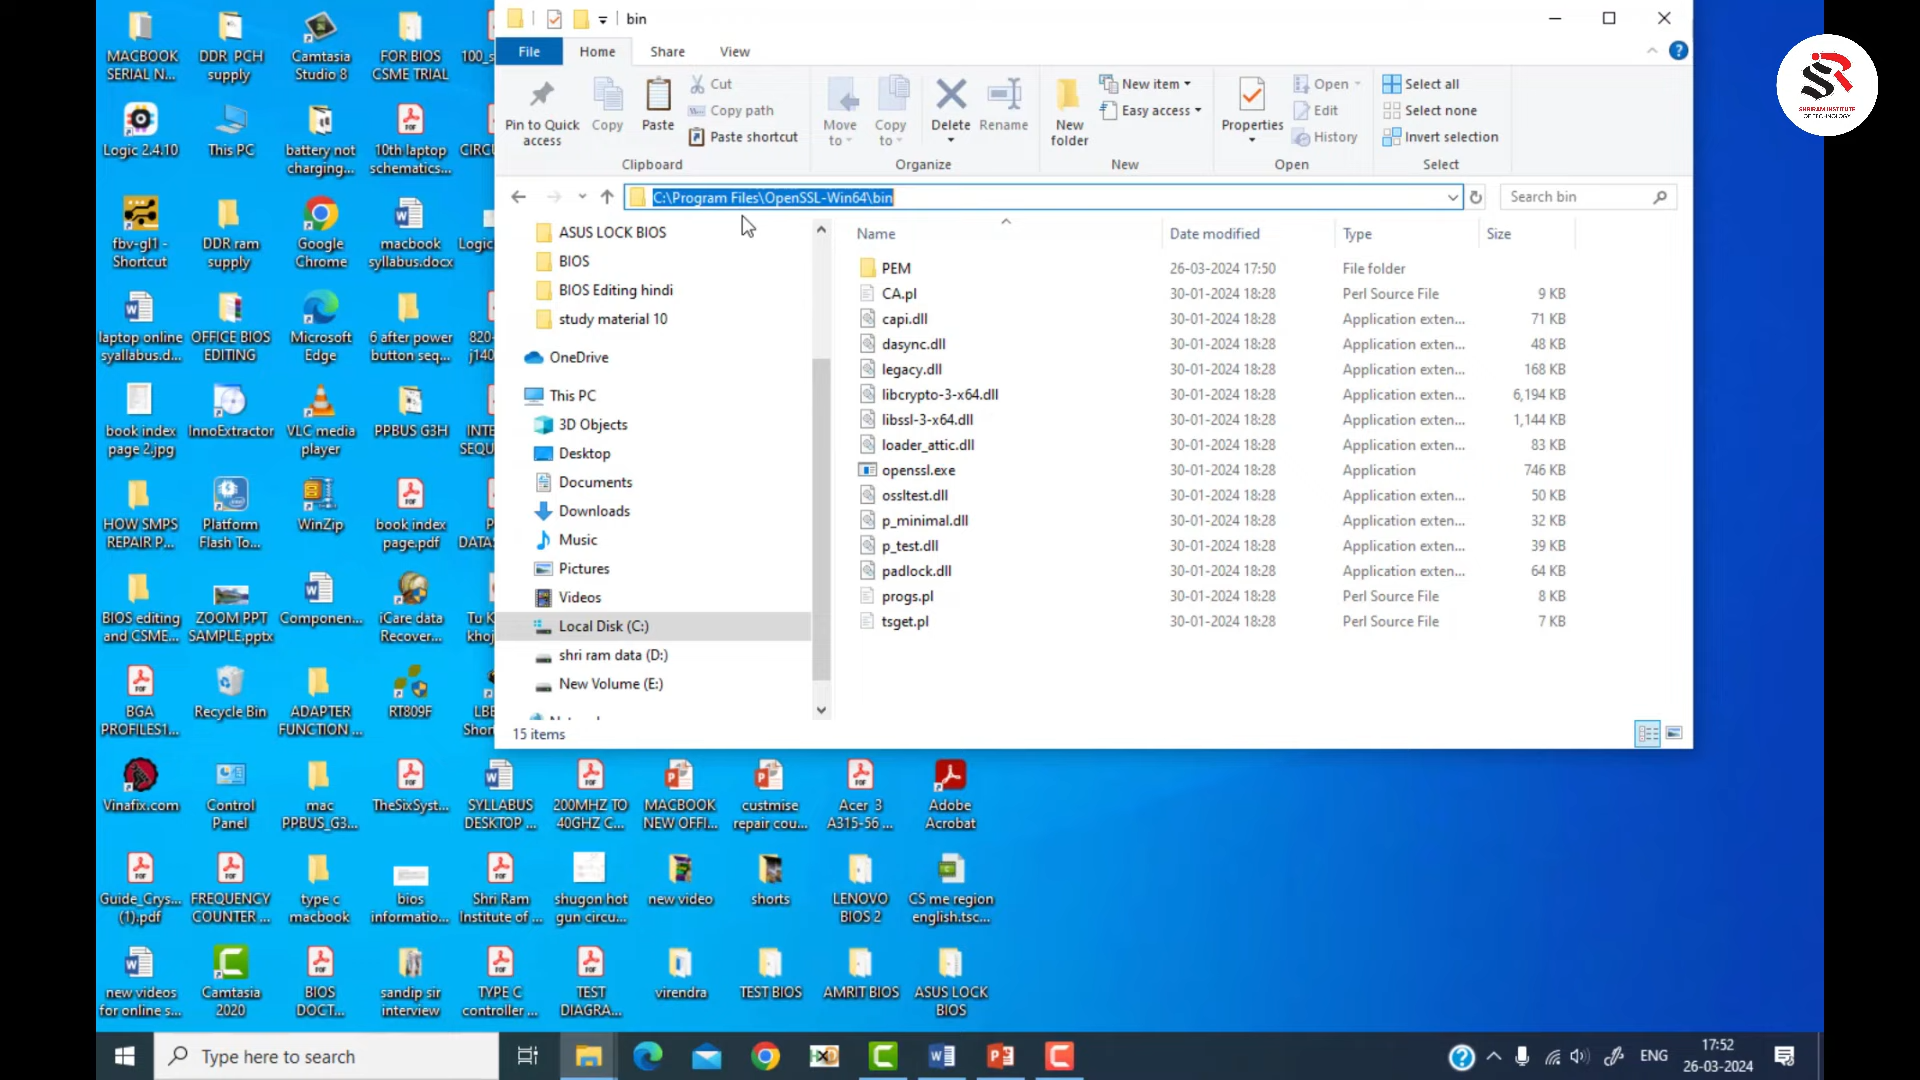 bin
File
Home
Share
View
Pin to Quick
access
Copy
Paste
Cut
Copy path
Paste shortcut
Clipboard
Move
to
Copy
to
Delete
Rename
Organize
New
folder
New item
Easy access
New
Properties
Open
Edit
History
Open
Select all
Select none
Invert selection
Select
C:\Program Files\OpenSSL-Win64\bin
Search bin
ASUS LOCK BIOS
BIOS
BIOS Editing hindi
study material 10
OneDrive
This PC
3D Objects
Desktop
Documents
Downloads
Music
Pictures
Videos
Local Disk (C:)
shri ram data (D:)
New Volume (E:)
Name Date modified Type Size
PEM 26-03-2024 17:50 File folder
CA.pl 30-01-2024 18:28 Perl Source File 9 KB
capi.dll 30-01-2024 18:28 Application exten... 71 KB
dasync.dll 30-01-2024 18:28 Application exten... 48 KB
legacy.dll 30-01-2024 18:28 Application exten... 168 KB
libcrypto-3-x64.dll 30-01-2024 18:28 Application exten... 6,194 KB
libssl-3-x64.dll 30-01-2024 18:28 Application exten... 1,144 KB
loader_attic.dll 30-01-2024 18:28 Application exten... 83 KB
openssl.exe 30-01-2024 18:28 Application 746 KB
ossltest.dll 30-01-2024 18:28 Application exten... 50 KB
p_minimal.dll 30-01-2024 18:28 Application exten... 32 KB
p_test.dll 30-01-2024 18:28 Application exten... 39 KB
padlock.dll 30-01-2024 18:28 Application exten... 64 KB
progs.pl 30-01-2024 18:28 Perl Source File 8 KB
tsget.pl 30-01-2024 18:28 Perl Source File 7 KB
15 items
MACBOOK
SERIAL N...
DDR PCH
supply
Camtasia
Studio 8
FOR BIOS
CSME TRIAL
Logic 2.4.10
This PC
battery not
charging...
10th laptop
schematics...
fbv-gl1 -
Shortcut
DDR ram
supply
Google
Chrome
macbook
syllabus.docx
laptop online
syallabus.d...
OFFICE BIOS
EDITING
Microsoft
Edge
6 after power
button seq...
book index
page 2.jpg
InnoExtractor
VLC media
player
PPBUS G3H
HOW SMPS
REPAIR P...
Platform
Flash To...
WinZip
book index
page.pdf
BIOS editing
and CSME...
ZOOM PPT
SAMPLE.pptx
Componen...
iCare data
Recover...
BGA
PROFILES1...
Recycle Bin
ADAPTER
FUNCTION ...
RT809F
Vinafix.com
Control
Panel
mac
PPBUS_G3...
TheSixSyst...
SYLLABUS
DESKTOP ...
200MHZ TO
40GHZ C...
MACBOOK
NEW OFFI...
custmise
repair cou...
Acer 3
A315-56 ...
Adobe
Acrobat
Guide_Crys...
(1).pdf
FREQUENCY
COUNTER ...
type c
macbook
bios
informatio...
Shri Ram
Institute of ...
shugon hot
gun circu...
new video
shorts
LENOVO
BIOS 2
CS me region
english.tsc...
new videos
for online s...
Camtasia
2020
BIOS
DOCT...
sandip sir
interview
TYPE C
controller ...
TEST
DIAGRA...
virendra
TEST BIOS
AMRIT BIOS
ASUS LOCK
BIOS
Type here to search
ENG
17:52
26-03-2024
SHRI RAM INSTITUTE
OF TECHNOLOGY